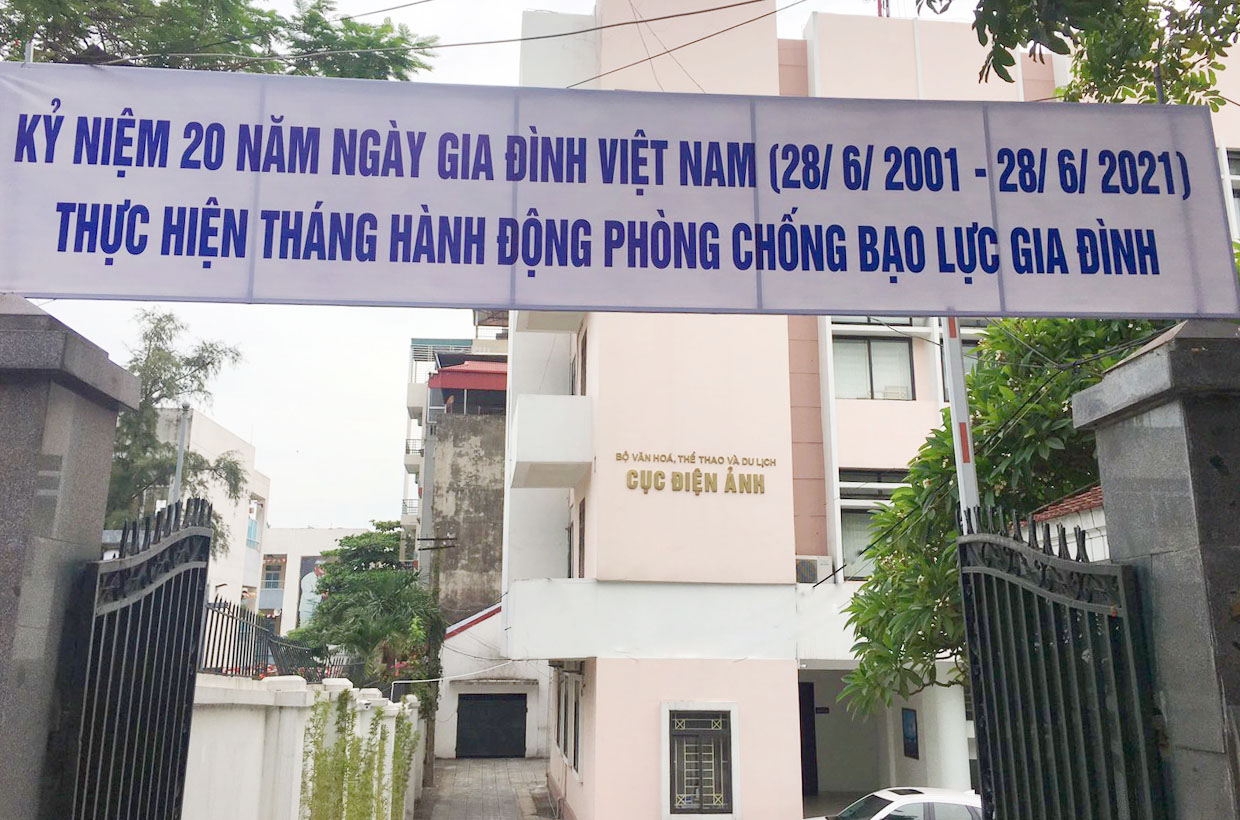 KỶ NIỆM 20 NĂM NGÀY GIA ĐÌNH VIỆT NAM (28/ 6/ 2001 - 28/ 6/ 2021)
THỰC HIỆN THÁNG HÀNH ĐỘNG PHÒNG CHỐNG BẠO LỰC GIA ĐÌNH
BỘ VĂN HOÁ, THỂ THAO VÀ DU LỊCH
CỤC ĐIỆN ẢNH